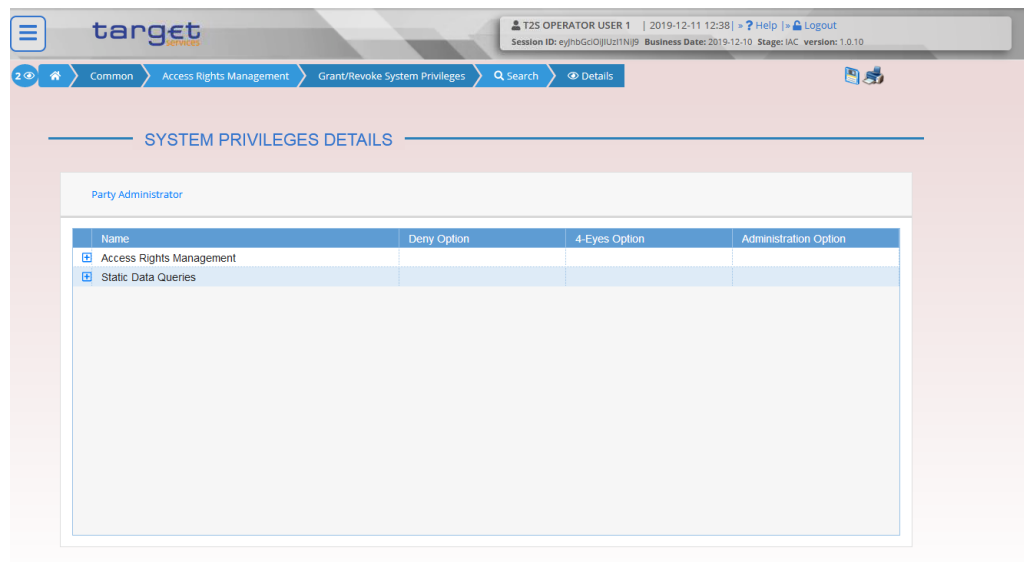 target
services
T2S OPERATOR USER 1 | 2019-12-11 12:38| » ? Help |» Logout
Session ID: eyJhbGciOiJIUzI1NiJ9 Business Date: 2019-12-10 Stage: IAC version: 1.0.10
2 Common Access Rights Management Grant/Revoke System Privileges Search Details
SYSTEM PRIVILEGES DETAILS
Party Administrator
Name Deny Option 4-Eyes Option Administration Option
Access Rights Management
Static Data Queries